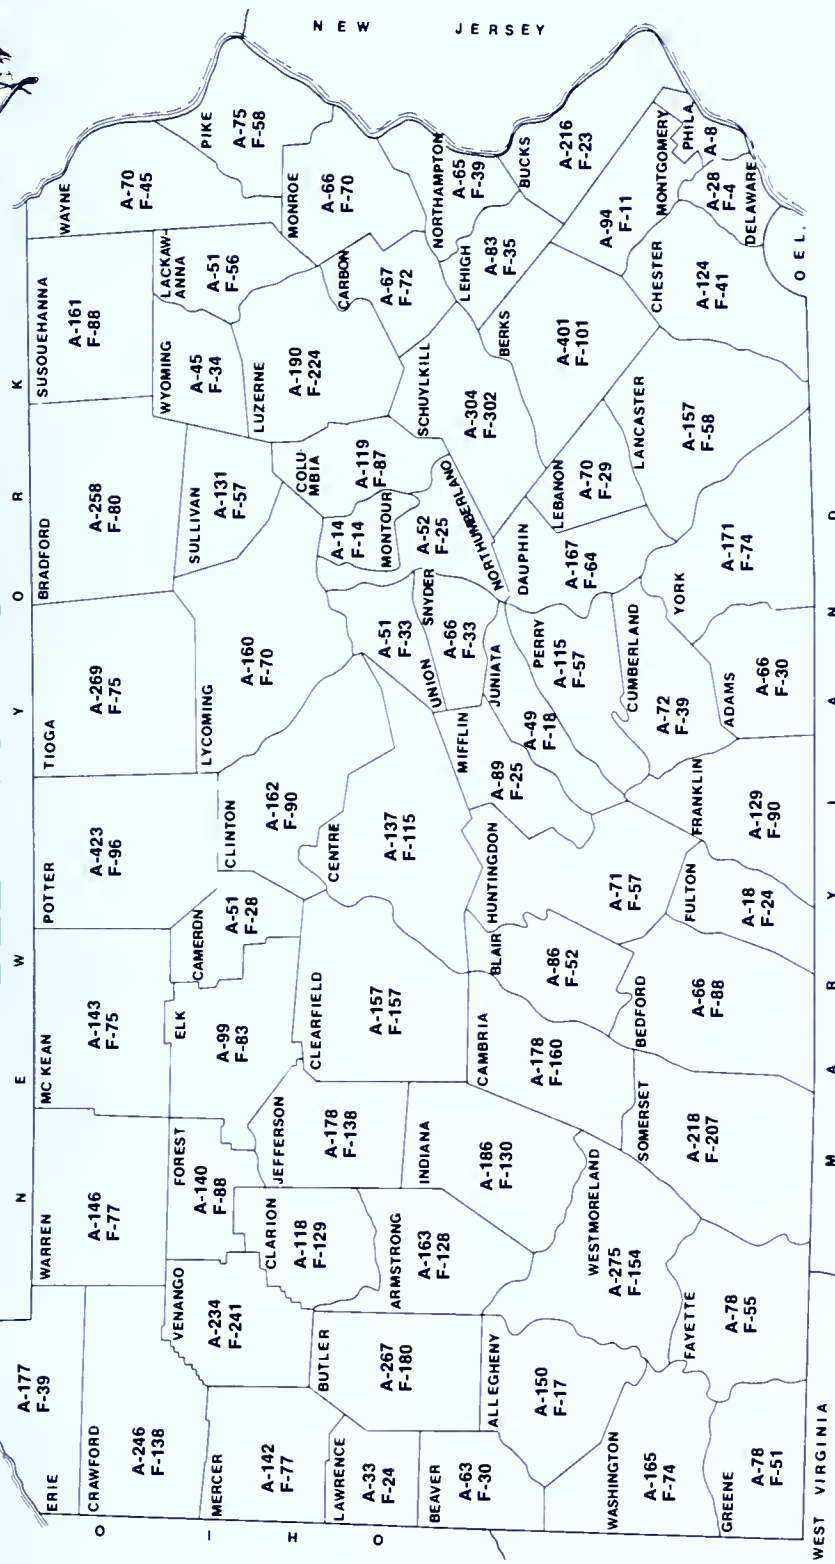 NEW JERSEY
NEW YORK
ERIE
A-177
F-39
CRAWFORD
A-246
F-138
WARREN
A-146
F-77
MC KEAN
A-143
F-75
POTTER
A-423
F-96
TIOGA
A-269
F-75
BRADFORD
A-258
F-80
SUSQUEHANNA
A-161
F-88
WAYNE
A-70
F-45
PIKE
A-75
F-58
MERCER
A-142
F-77
VENANGO
A-234
F-241
FOREST
A-140
F-88
ELK
A-99
F-83
CAMERON
A-51
F-28
CLINTON
A-162
F-90
LYCOMING
A-160
F-70
SULLIVAN
A-131
F-57
WYOMING
A-45
F-34
LACKAW-
ANNA
A-51
F-56
LUZERNE
A-190
F-224
MONROE
A-66
F-70
LAWRENCE
A-33
F-24
BUTLER
A-267
F-180
CLARION
A-118
F-129
JEFFERSON
A-178
F-138
CLEARFIELD
A-157
F-157
CENTRE
A-137
F-115
UNION
A-51
F-33
A-14
F-14
MONTOUR
COLU-
MBIA
A-119
F-87
CARBON
A-67
F-72
NORTHAMPTON
A-65
F-39
BEAVER
A-63
F-30
ARMSTRONG
A-163
F-128
INDIANA
A-186
F-130
SNYDER
A-66
F-33
A-52
F-25
NORTHUMBERLAND
SCHUYLKILL
A-304
F-302
LEHIGH
A-83
F-35
ALLEGHENY
A-150
F-17
WESTMORELAND
A-275
F-154
CAMBRIA
A-178
F-160
BLAIR
A-86
F-52
HUNTINGDON
A-71
F-57
MIFFLIN
A-89
F-25
JUNIATA
A-49
F-18
PERRY
A-115
F-57
DAUPHIN
A-167
F-64
LEBANON
A-70
F-29
BERKS
A-401
F-101
BUCKS
A-216
F-23
MONTGOMERY
A-94
F-11
PHILA
A-8
WASHINGTON
A-165
F-74
GREENE
A-78
F-51
FAYETTE
A-78
F-55
SOMERSET
A-218
F-207
BEDFORD
A-66
F-88
FULTON
A-18
F-24
FRANKLIN
A-129
F-90
CUMBERLAND
A-72
F-39
ADAMS
A-66
F-30
YORK
A-171
F-74
LANCASTER
A-157
F-58
CHESTER
A-124
F-41
A-28
F-4
DELAWARE
DEL.
OHIO
WEST VIRGINIA
MARYLAND